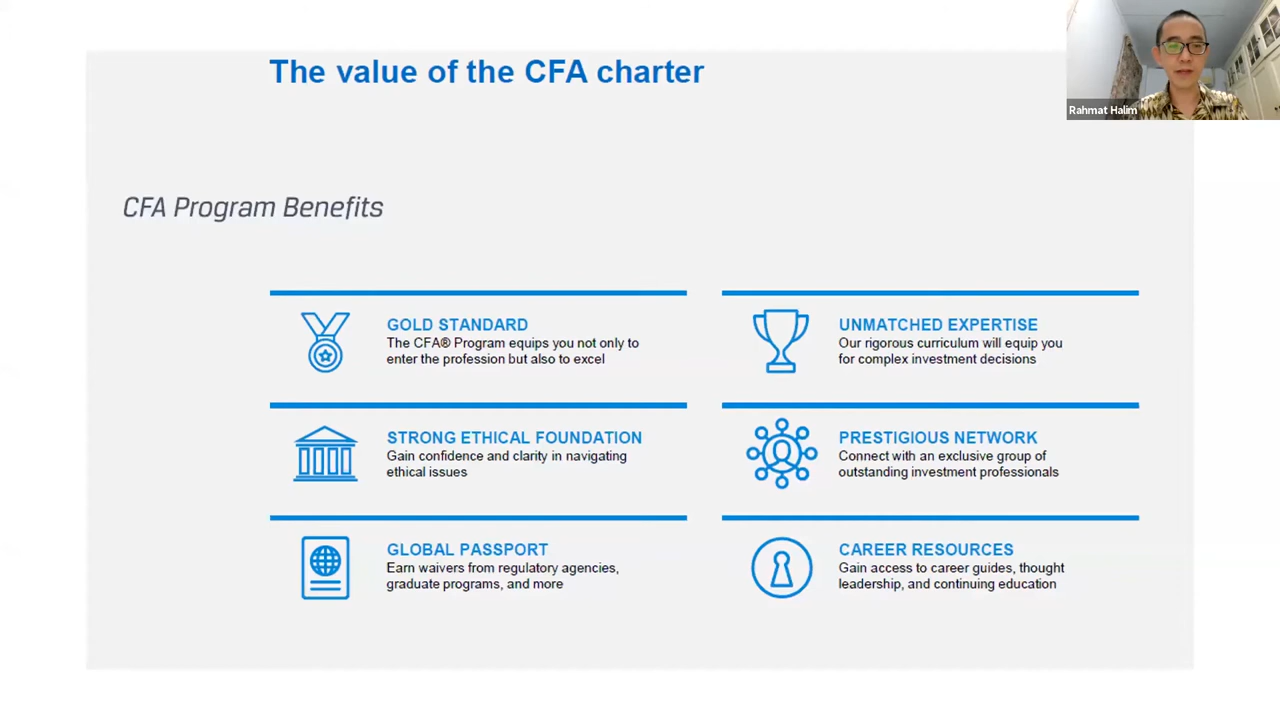 The value of the CFA charter
Rahmat Halim
CFA Program Benefits
GOLD STANDARD
The CFA® Program equips you not only to
enter the profession but also to excel
UNMATCHED EXPERTISE
Our rigorous curriculum will equip you
for complex investment decisions
STRONG ETHICAL FOUNDATION
Gain confidence and clarity in navigating
ethical issues
PRESTIGIOUS NETWORK
Connect with an exclusive group of
outstanding investment professionals
GLOBAL PASSPORT
Earn waivers from regulatory agencies,
graduate programs, and more
CAREER RESOURCES
Gain access to career guides, thought
leadership, and continuing education